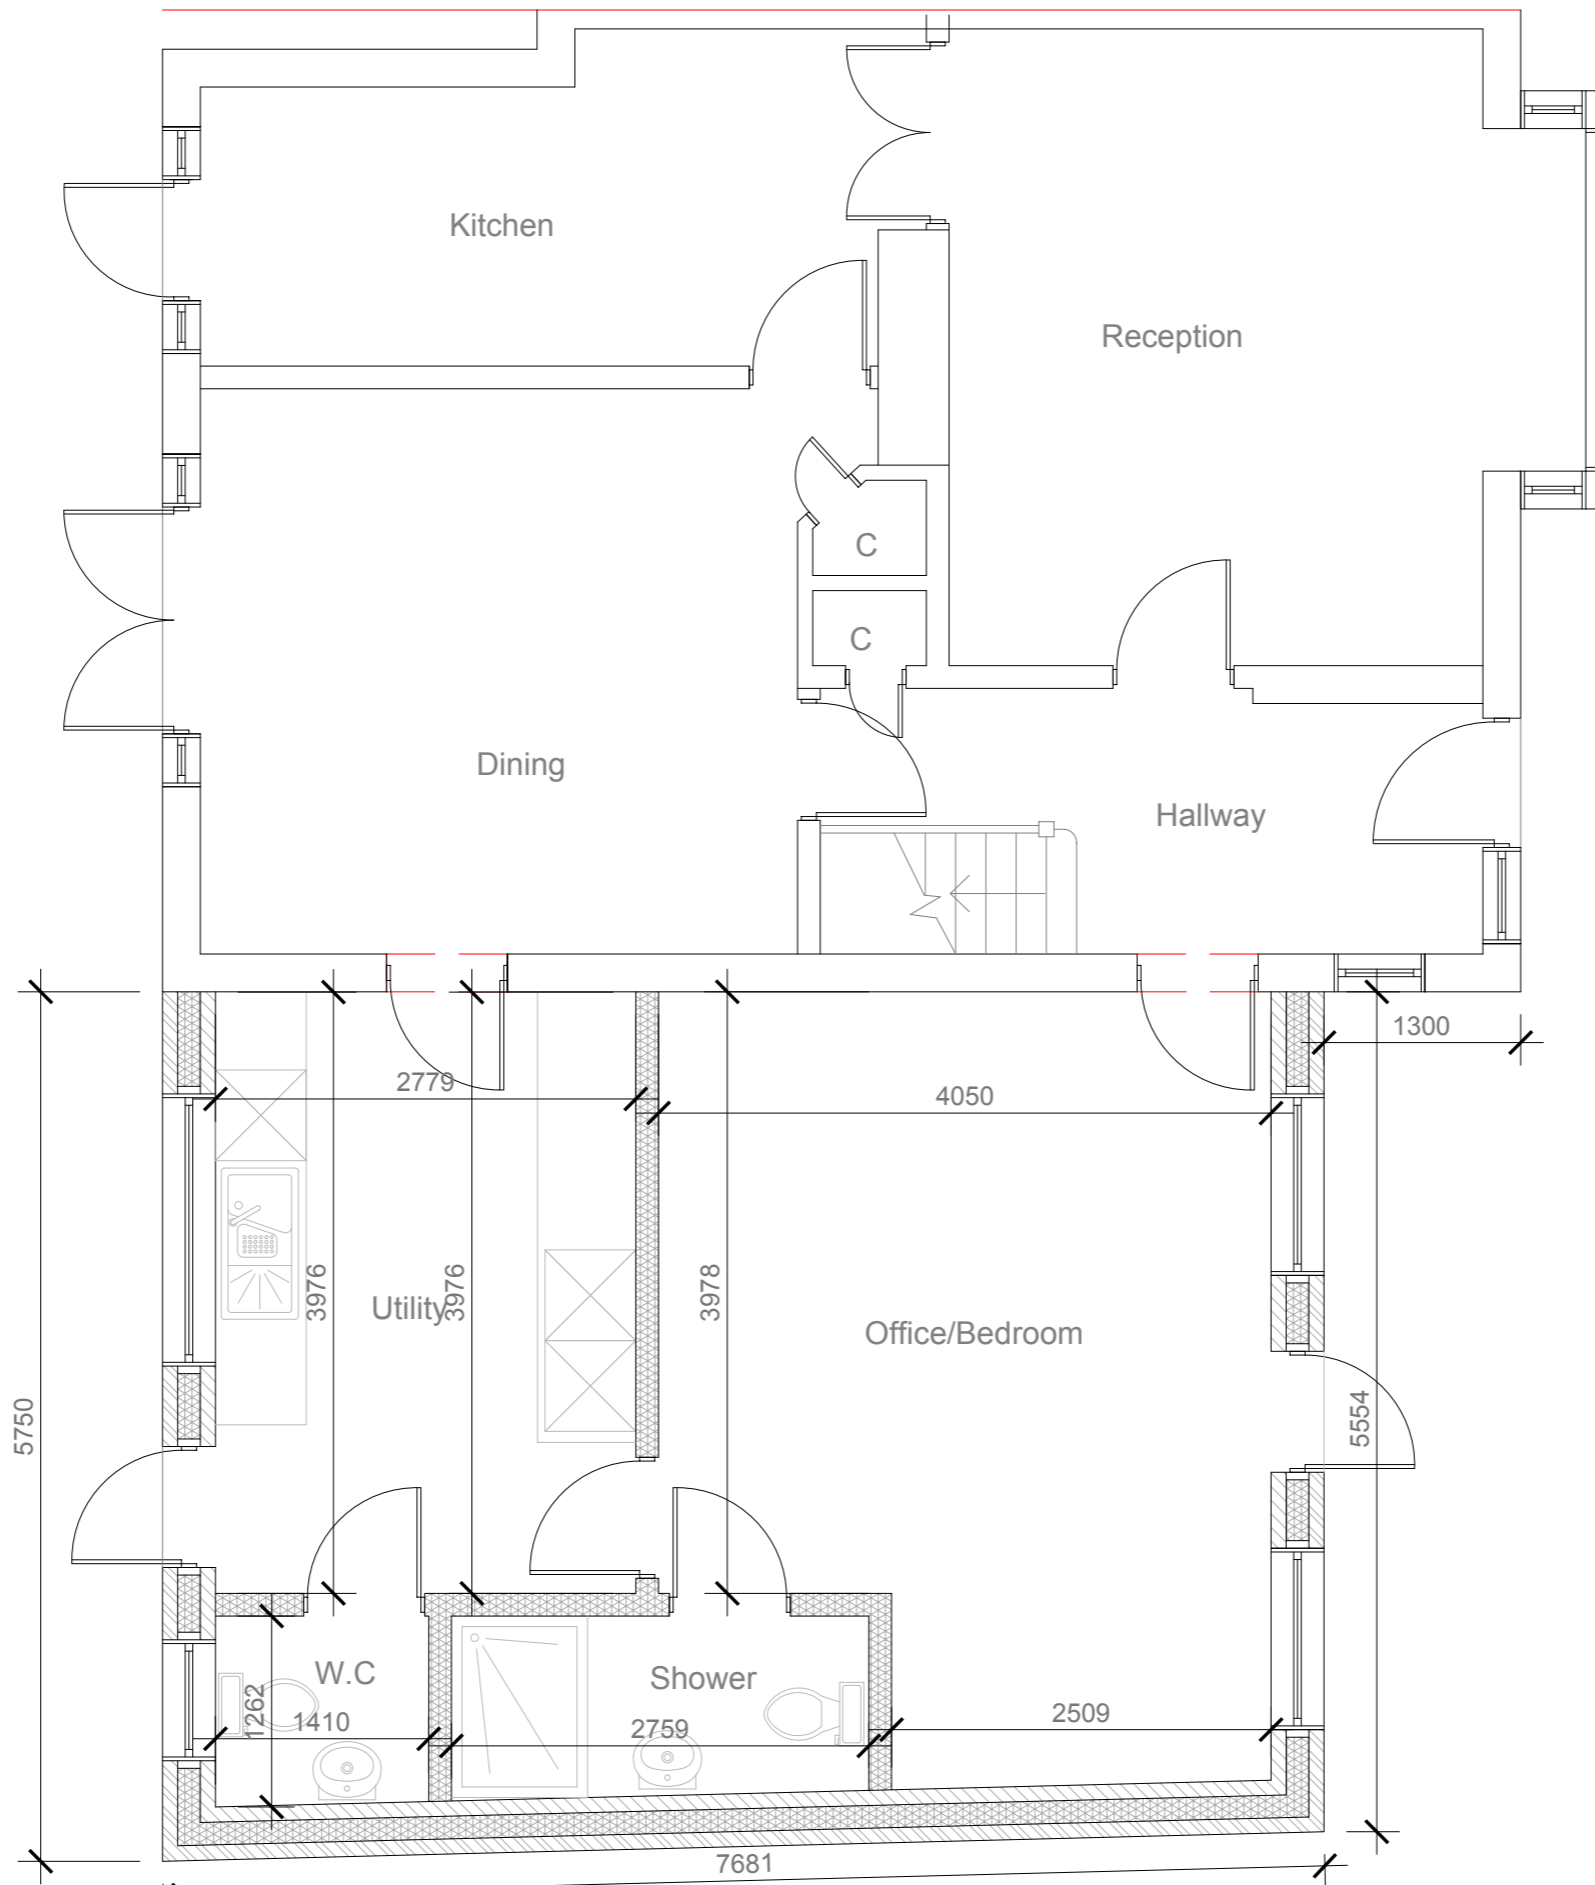 Kitchen
Reception
C
C
Dining
Hallway
1300
2779
4050
3976
3976
3978
Utility
Office/Bedroom
5750
5554
W.C
Shower
1262
1410
2759
2509
7681